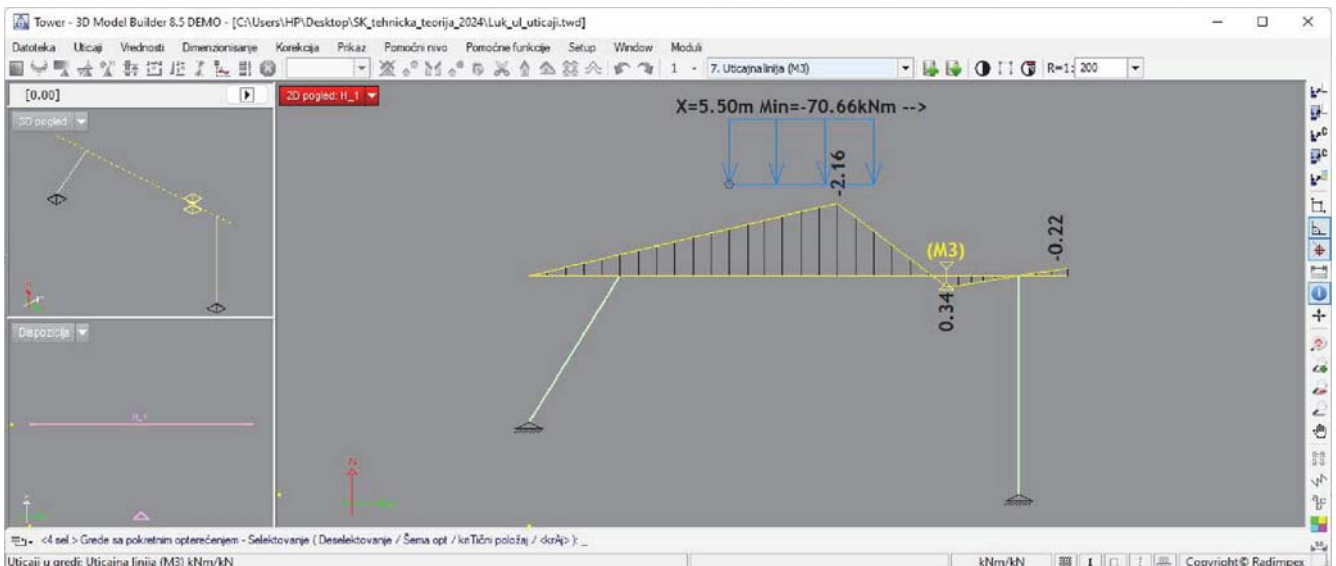 Tower - 3D Model Builder 8.5 DEMO - [C:\Users\HP\Desktop\SK_tehnicka_teorija_2024\Luk_ul_uticaji.twd]
Datoteka Uticaji Vrednosti Dimenzionisanje Korekcija Prikaz Pomoćni nivo Pomoćne funkcije Setup Window Moduli
1 - 7. Uticajna linija (M3) R=1: 200
[0.00]
3D pogled
2D pogled: H_1
X=5.50m Min=-70.66kNm -->
-2.16
(M3)
-0.22
0.34
Dispozicija
H_1
<4 sel.> Grede sa pokretnim opterećenjem - Selektovanje ( Deselektovanje / Šema opt / kriTični položaj / <krAj> ): _
Uticaji u gredi: Uticajna linija (M3) kNm/kN
kNm/kN
Copyright© Radimpex